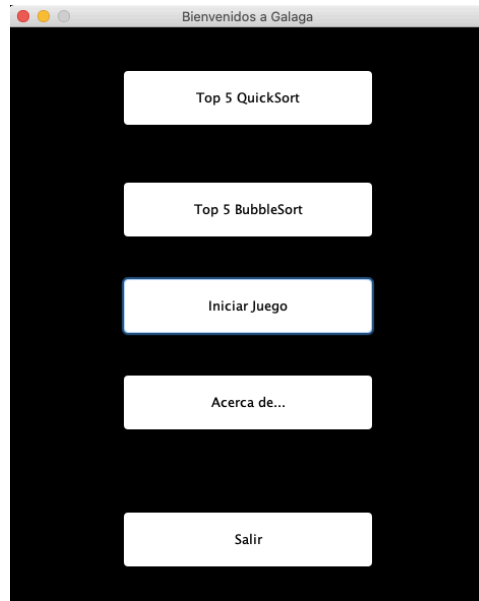 Bienvenidos a Galaga
Top 5 QuickSort
Top 5 BubbleSort
Iniciar Juego
Acerca de...
Salir